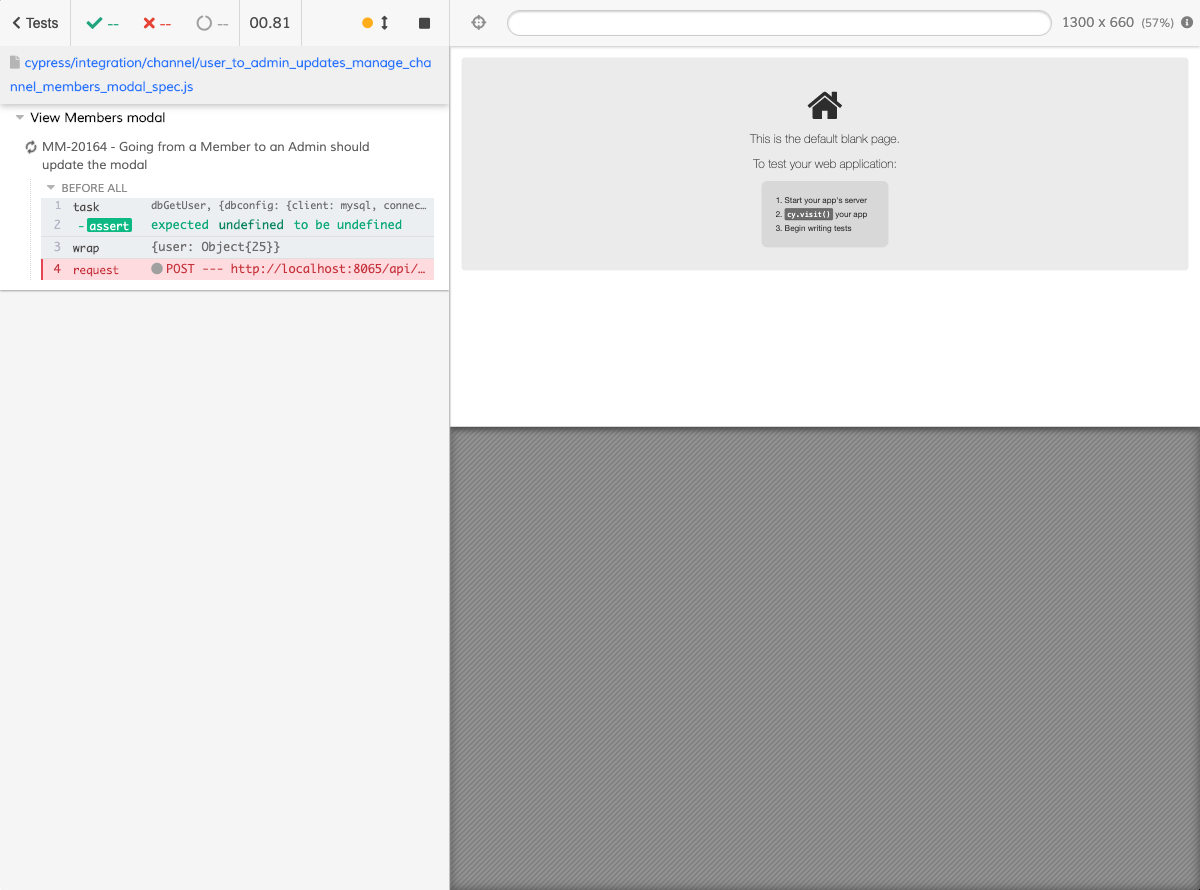 Tests -- -- -- 00.81
cypress/integration/channel/user_to_admin_updates_manage_cha
nnel_members_modal_spec.js
View Members modal
MM-20164 - Going from a Member to an Admin should
update the modal
BEFORE ALL
1 task dbGetUser, {dbconfig: {client: mysql, connec…
2 - assert expected undefined to be undefined
3 wrap {user: Object{25}}
4 request POST --- http://localhost:8065/api/…
1300 x 660 (57%)
This is the default blank page.
To test your web application:
1. Start your app's server
2. cy.visit() your app
3. Begin writing tests